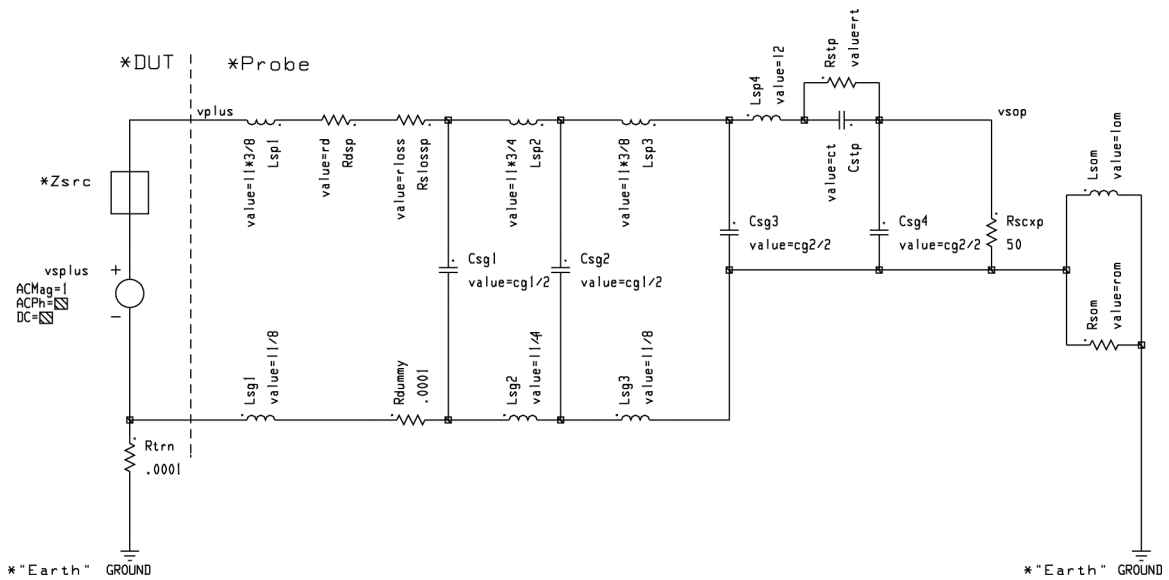 *DUT
*Probe
vplus
value=l1*3/8
Lsp1
value=rd
Rdsp
value=rloss
Rslossp
value=l1*3/4
Lsp2
value=l1*3/8
Lsp3
Lsp4
value=l2
Rstp
value=rt
value=ct
Cstp
vsop
Lsom
value=lom
*Zsrc
vsplus
+
ACMag=1
ACPh=
DC=
−
Csg1
value=cg1/2
Csg2
value=cg1/2
Csg3
value=cg2/2
Csg4
value=cg2/2
Rscxp
50
Rsom
value=rom
Lsg1
value=l1/8
Rdummy
.0001
Lsg2
value=l1/4
Lsg3
value=l1/8
Rtrn
.0001
*"Earth" GROUND
*"Earth" GROUND